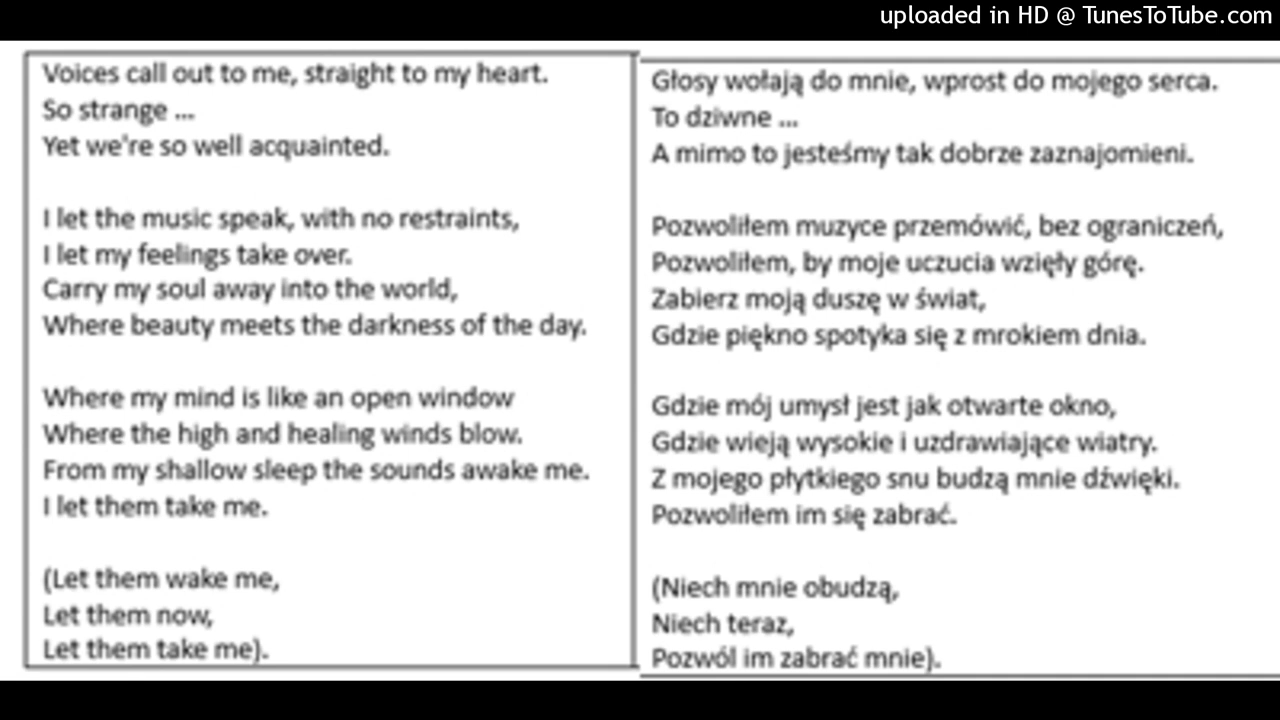 uploaded in HD @ TunesToTube.com
Voices call out to me, straight to my heart.
So strange ...
Yet we're so well acquainted.
I let the music speak, with no restraints,
I let my feelings take over.
Carry my soul away into the world,
Where beauty meets the darkness of the day.
Where my mind is like an open window
Where the high and healing winds blow.
From my shallow sleep the sounds awake me.
I let them take me.
(Let them wake me,
Let them now,
Let them take me).
Głosy wołają do mnie, wprost do mojego serca.
To dziwne ...
A mimo to jesteśmy tak dobrze zaznajomieni.
Pozwoliłem muzyce przemówić, bez ograniczeń,
Pozwoliłem, by moje uczucia wzięły górę.
Zabierz moją duszę w świat,
Gdzie piękno spotyka się z mrokiem dnia.
Gdzie mój umysł jest jak otwarte okno,
Gdzie wieją wysokie i uzdrawiające wiatry.
Z mojego płytkiego snu budzą mnie dźwięki.
Pozwoliłem im się zabrać.
(Niech mnie obudzą,
Niech teraz,
Pozwól im zabrać mnie).